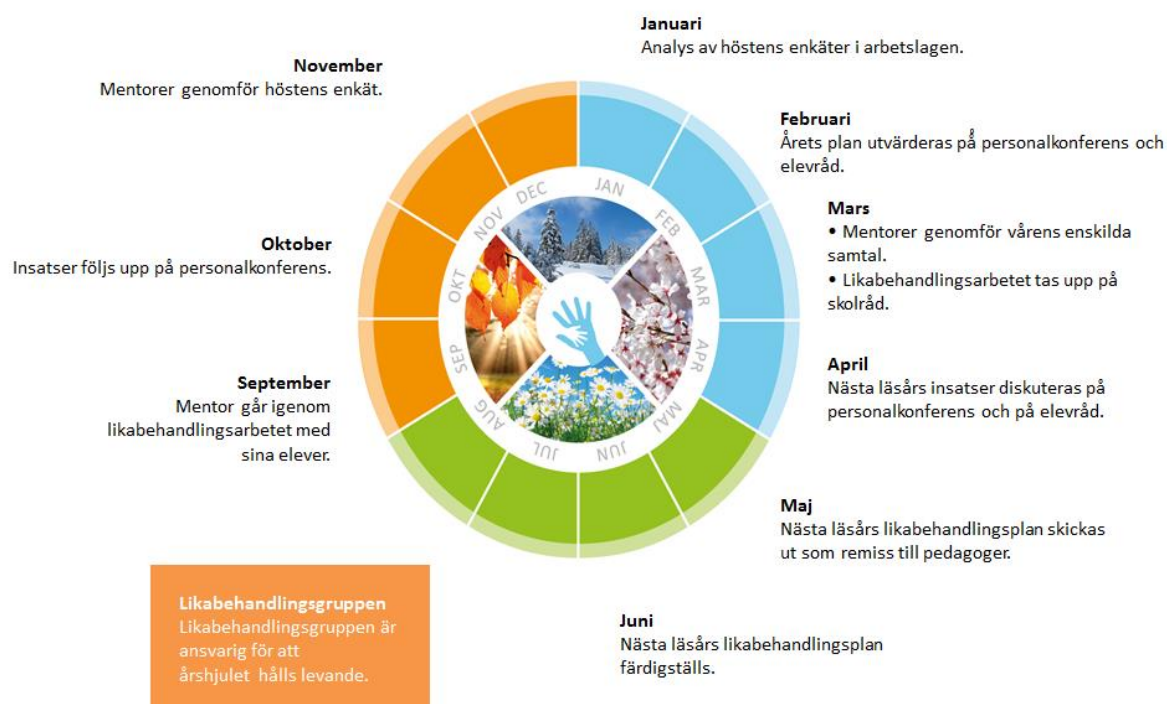 Januari
Analys av höstens enkäter i arbetslagen.
Februari
Årets plan utvärderas på personalkonferens och
elevråd.
Mars
• Mentorer genomför vårens enskilda
samtal.
• Likabehandlingsarbetet tas upp på
skolråd.
April
Nästa läsårs insatser diskuteras på
personalkonferens och på elevråd.
Maj
Nästa läsårs likabehandlingsplan skickas
ut som remiss till pedagoger.
Juni
Nästa läsårs likabehandlingsplan
färdigställs.
Likabehandlingsgruppen
Likabehandlingsgruppen är
ansvarig för att
årshjulet hålls levande.
September
Mentor går igenom
likabehandlingsarbetet med
sina elever.
Oktober
Insatser följs upp på personalkonferens.
November
Mentorer genomför höstens enkät.
JAN
FEB
MAR
APR
MAJ
JUN
JUL
AUG
SEP
OKT
NOV
DEC